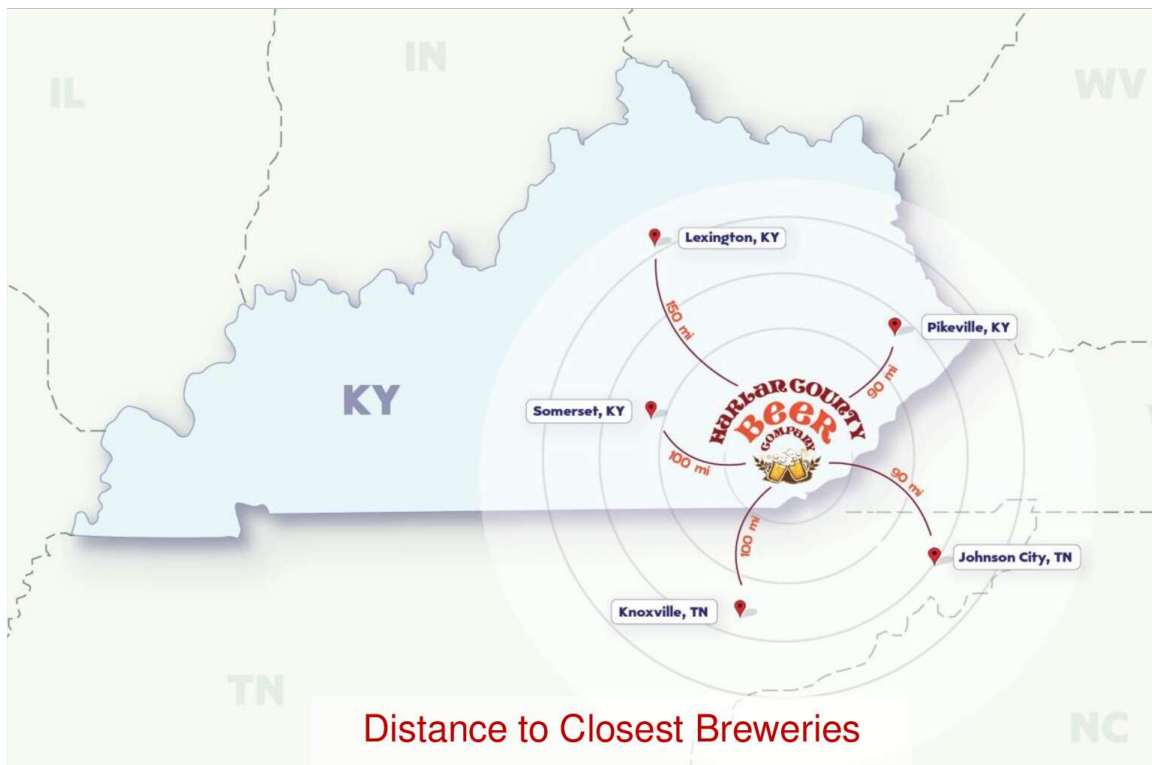 IL
IN
WV
Lexington, KY
150 mi
Pikeville, KY
90 mi
KY
Somerset, KY
100 mi
HARLAN COUNTY
BEER
COMPANY
90 mi
100 mi
Johnson City, TN
Knoxville, TN
TN
NC
Distance to Closest Breweries